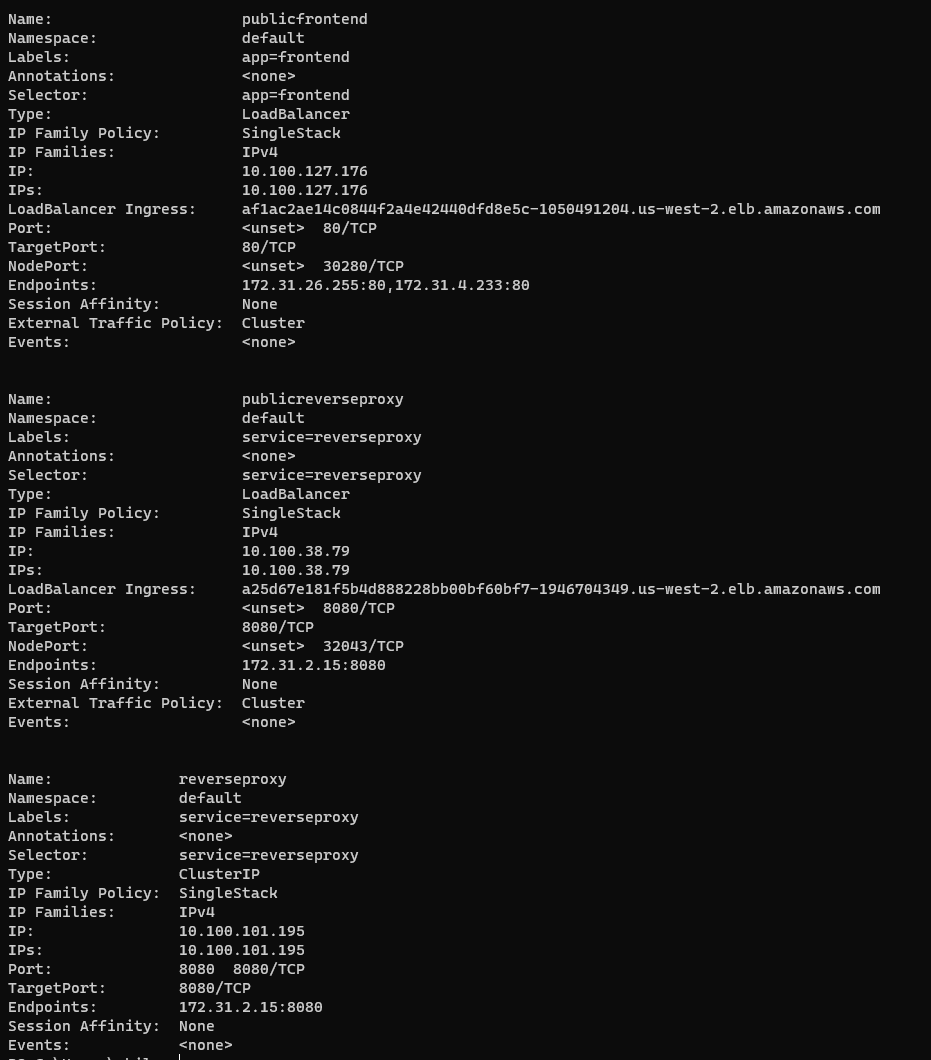 Name: publicfrontend
Namespace: default
Labels: app=frontend
Annotations: <none>
Selector: app=frontend
Type: LoadBalancer
IP Family Policy: SingleStack
IP Families: IPv4
IP: 10.100.127.176
IPs: 10.100.127.176
LoadBalancer Ingress: af1ac2ae14c0844f2a4e42440dfd8e5c-1050491204.us-west-2.elb.amazonaws.com
Port: <unset> 80/TCP
TargetPort: 80/TCP
NodePort: <unset> 30280/TCP
Endpoints: 172.31.26.255:80,172.31.4.233:80
Session Affinity: None
External Traffic Policy: Cluster
Events: <none>
Name: publicreverseproxy
Namespace: default
Labels: service=reverseproxy
Annotations: <none>
Selector: service=reverseproxy
Type: LoadBalancer
IP Family Policy: SingleStack
IP Families: IPv4
IP: 10.100.38.79
IPs: 10.100.38.79
LoadBalancer Ingress: a25d67e181f5b4d888228bb00bf60bf7-1946704349.us-west-2.elb.amazonaws.com
Port: <unset> 8080/TCP
TargetPort: 8080/TCP
NodePort: <unset> 32043/TCP
Endpoints: 172.31.2.15:8080
Session Affinity: None
External Traffic Policy: Cluster
Events: <none>
Name: reverseproxy
Namespace: default
Labels: service=reverseproxy
Annotations: <none>
Selector: service=reverseproxy
Type: ClusterIP
IP Family Policy: SingleStack
IP Families: IPv4
IP: 10.100.101.195
IPs: 10.100.101.195
Port: 8080 8080/TCP
TargetPort: 8080/TCP
Endpoints: 172.31.2.15:8080
Session Affinity: None
Events: <none>